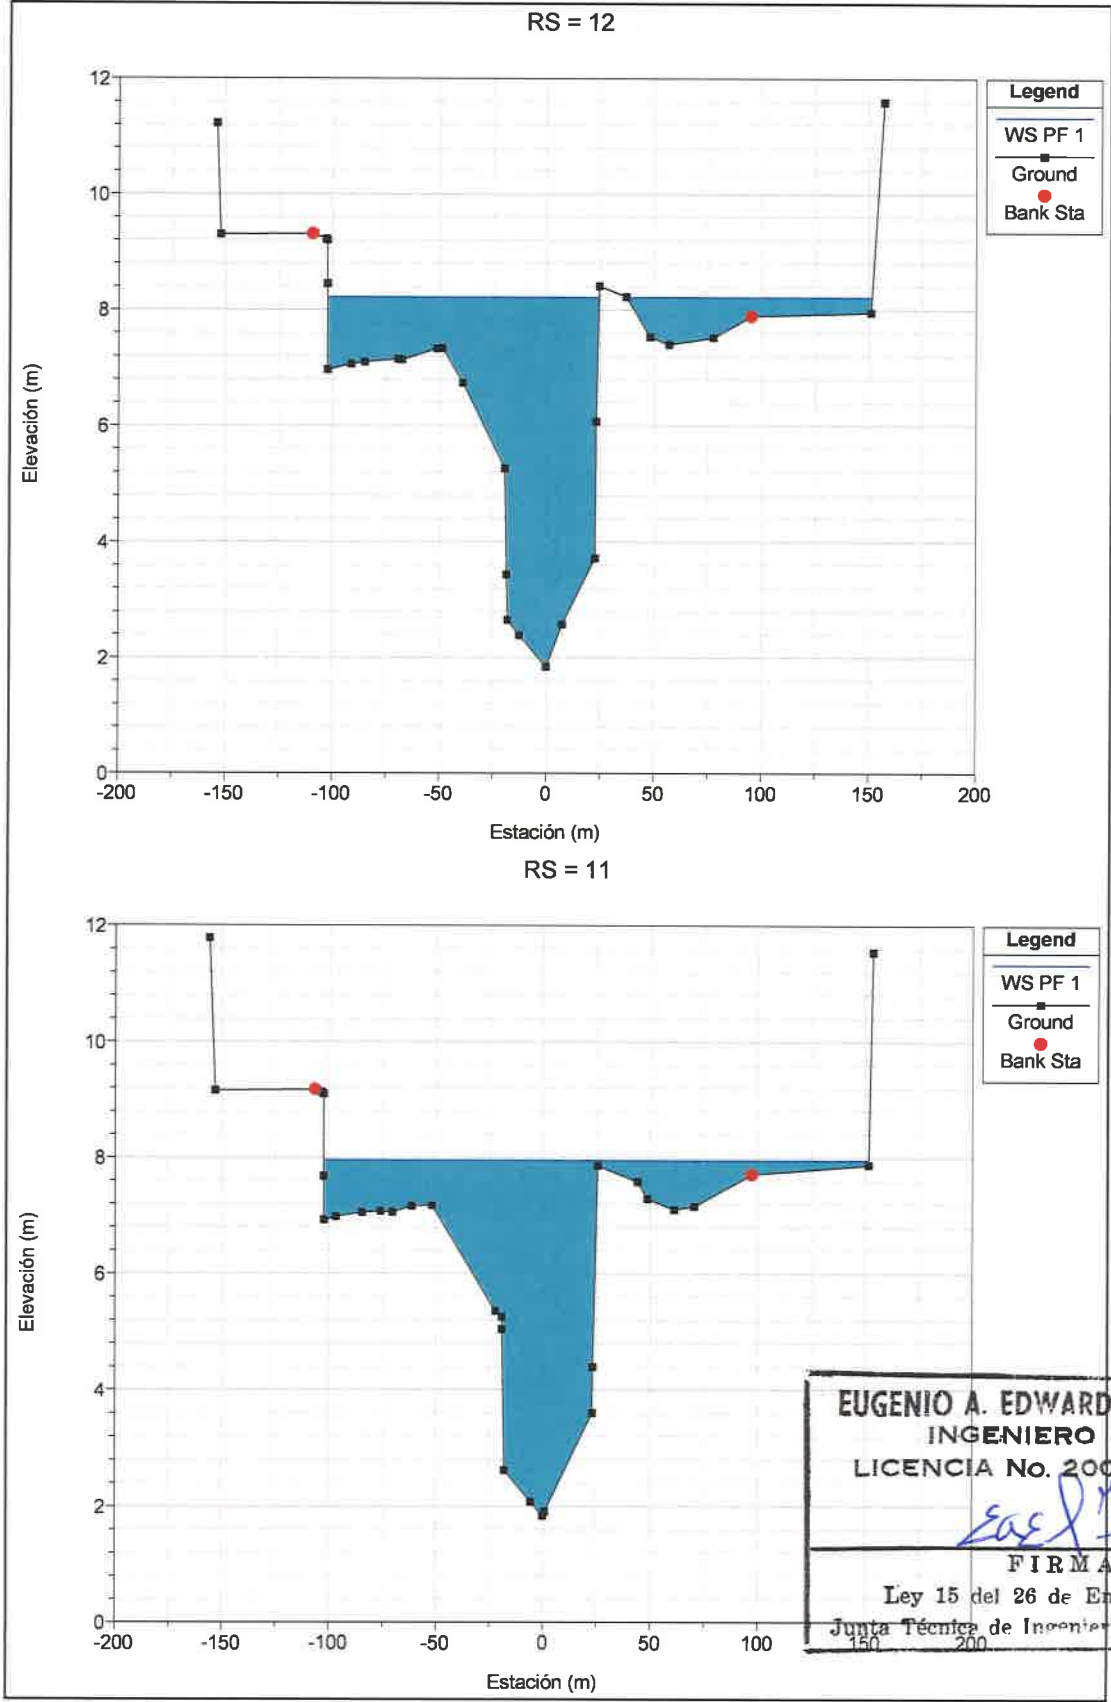 RS = 12
12
10
8
6
4
2
0
Elevación (m)
-200 -150 -100 -50 0 50 100 150 200
Estación (m)
Legend
WS PF 1
Ground
Bank Sta
RS = 11
12
10
8
6
4
2
0
Elevación (m)
-200 -150 -100 -50 0 50 100 150 200
Estación (m)
Legend
WS PF 1
Ground
Bank Sta
EUGENIO A. EDWARD
INGENIERO
LICENCIA No. 200
FIRMA
Ley 15 del 26 de En
Junta Técnica de Ingenier